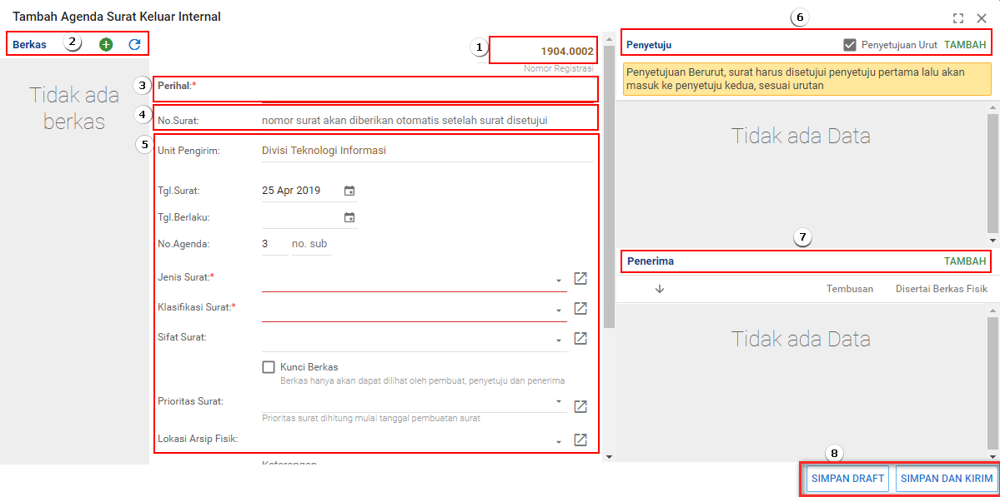 Tambah Agenda Surat Keluar Internal
Berkas
2
Tidak ada
berkas
1
1904.0002
Nomor Registrasi
3
Perihal:*
4
No.Surat: nomor surat akan diberikan otomatis setelah surat disetujui
5
Unit Pengirim: Divisi Teknologi Informasi
Tgl.Surat: 25 Apr 2019
Tgl.Berlaku:
No.Agenda: 3 no. sub
Jenis Surat:*
Klasifikasi Surat:*
Sifat Surat:
Kunci Berkas
Berkas hanya akan dapat dilihat oleh pembuat, penyetuju dan penerima
Prioritas Surat:
Prioritas surat dihitung mulai tanggal pembuatan surat
Lokasi Arsip Fisik:
Keterangan
6
Penyetuju Penyetujuan Urut TAMBAH
Penyetujuan Berurut, surat harus disetujui penyetuju pertama lalu akan
masuk ke penyetuju kedua, sesuai urutan
Tidak ada Data
7
Penerima TAMBAH
Tembusan Disertai Berkas Fisik
Tidak ada Data
8
SIMPAN DRAFT SIMPAN DAN KIRIM